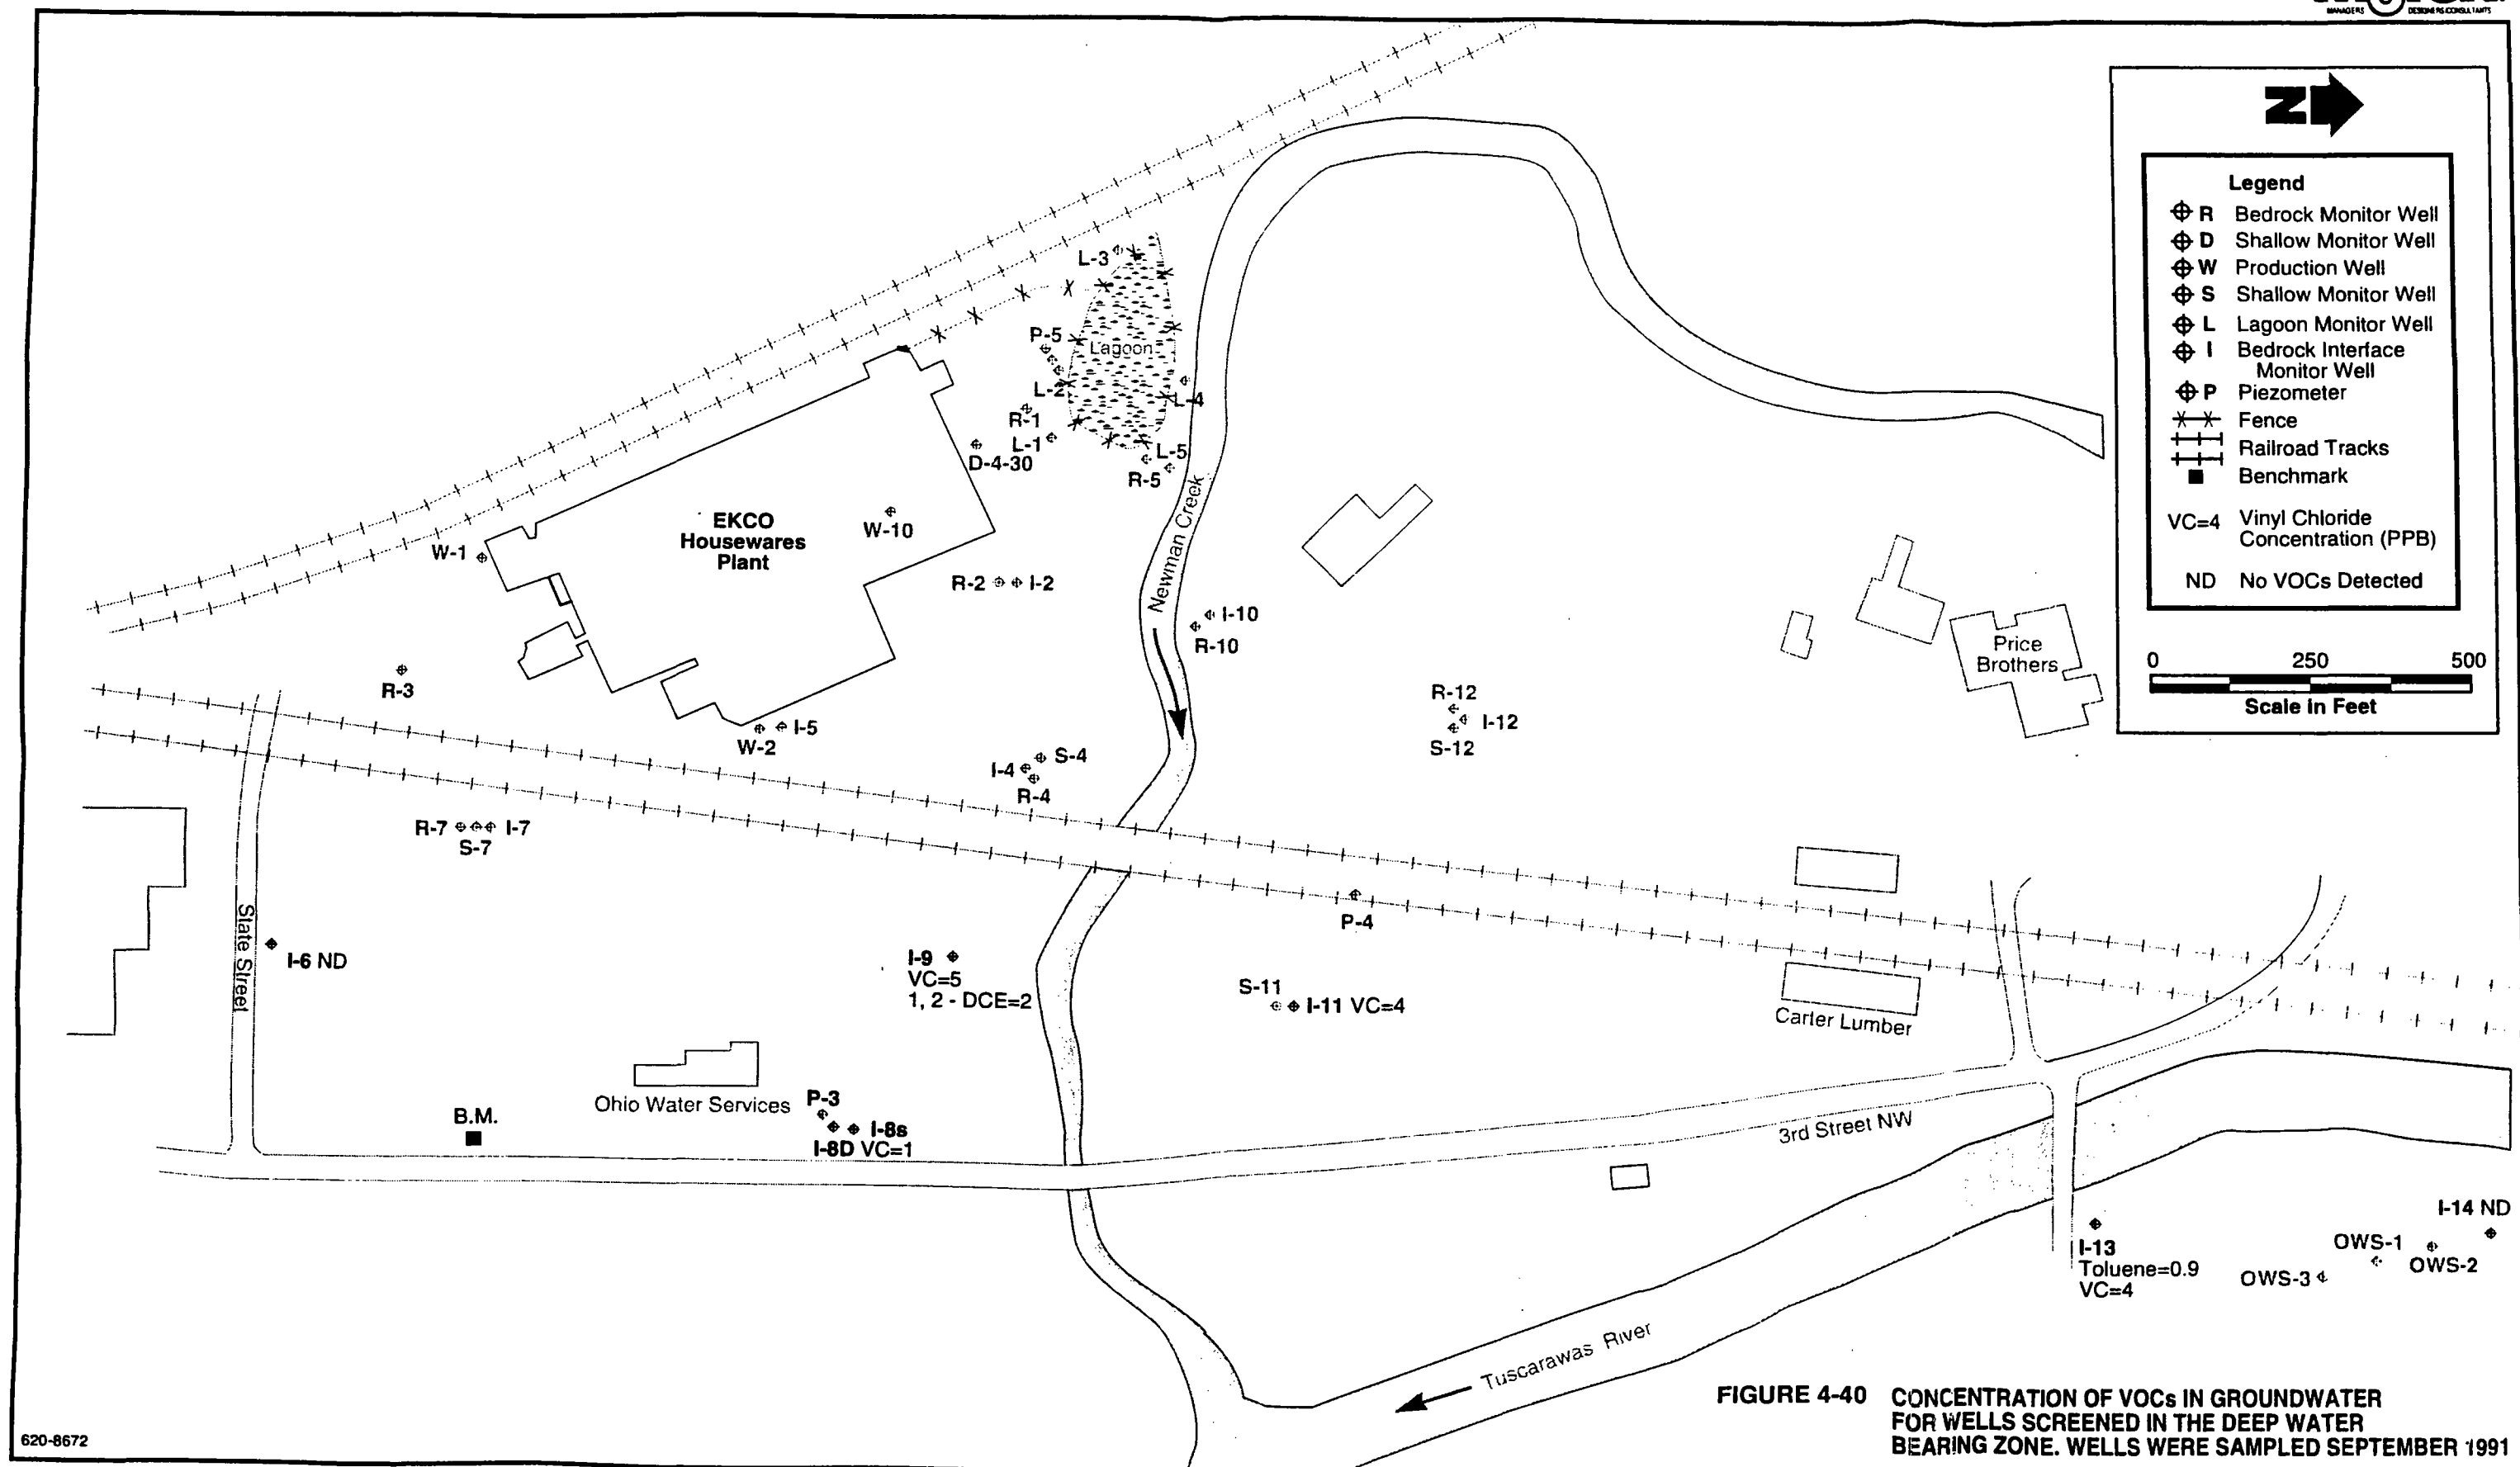 MANAGERS
DESIGNERS/CONSULTANTS
N
Legend
R Bedrock Monitor Well
D Shallow Monitor Well
W Production Well
S Shallow Monitor Well
L Lagoon Monitor Well
I Bedrock Interface
Monitor Well
P Piezometer
Fence
Railroad Tracks
Benchmark
VC=4 Vinyl Chloride
Concentration (PPB)
ND No VOCs Detected
0 250 500
Scale in Feet
L-3
P-5
Lagoon
L-2
L-4
R-1
L-1
D-4-30
L-5
R-5
EKCO
Housewares
Plant
W-10
W-1
R-2 I-2
Newman Creek
I-10
R-10
Price
Brothers
R-3
R-12
I-12
S-12
I-5
W-2
S-4
I-4
R-4
R-7 I-7
S-7
P-4
State Street
I-6 ND
I-9
VC=5
1, 2 - DCE=2
S-11
I-11 VC=4
Carter Lumber
Ohio Water Services
P-3
B.M.
I-8s
I-8D VC=1
3rd Street NW
I-14 ND
I-13
Toluene=0.9
VC=4
OWS-1
OWS-2
OWS-3
Tuscarawas River
FIGURE 4-40 CONCENTRATION OF VOCs IN GROUNDWATER
FOR WELLS SCREENED IN THE DEEP WATER
BEARING ZONE. WELLS WERE SAMPLED SEPTEMBER 1991
620-8672